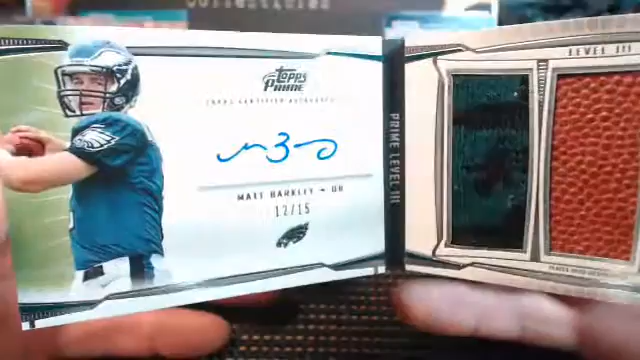 Topps
PRIME
TOPPS CERTIFIED AUTOGRAPH
MATT BARKLEY - QB
12/15
PRIME LEVEL III
LEVEL III